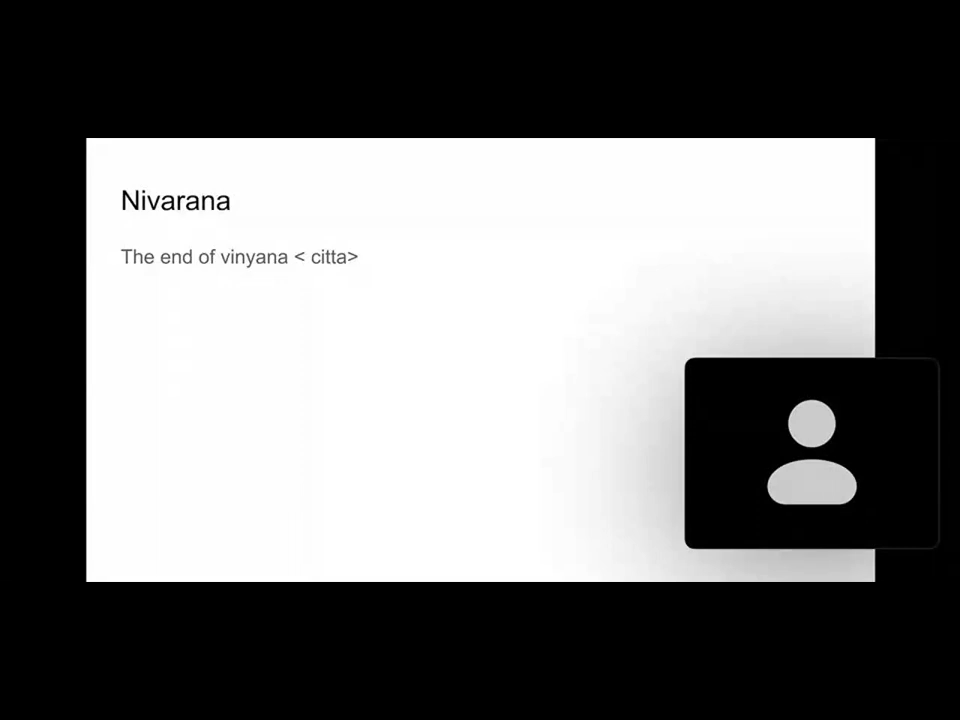 Nivarana
The end of vinyana < citta>